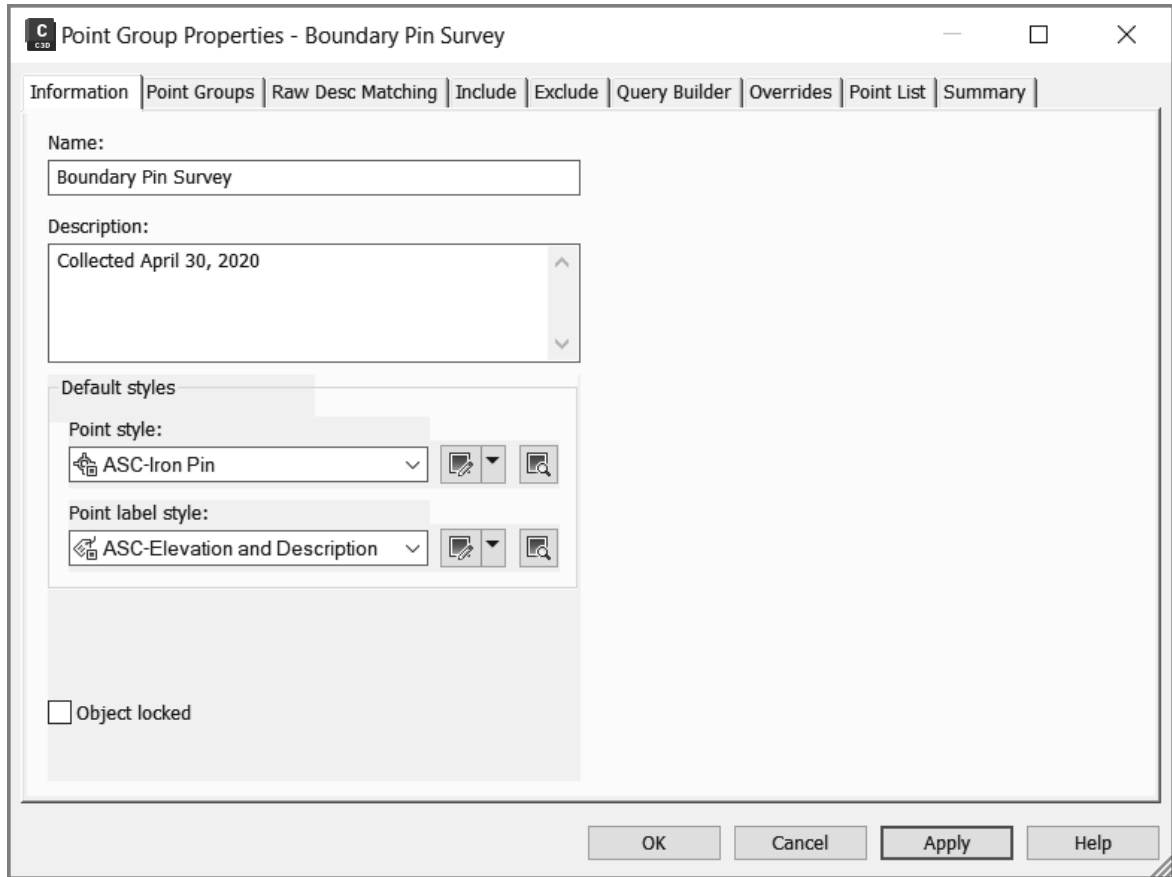 C
C3D
Point Group Properties - Boundary Pin Survey
Information Point Groups Raw Desc Matching Include Exclude Query Builder Overrides Point List Summary
Name:
Boundary Pin Survey
Description:
Collected April 30, 2020
Default styles
Point style:
ASC-Iron Pin
Point label style:
ASC-Elevation and Description
Object locked
OK Cancel Apply Help